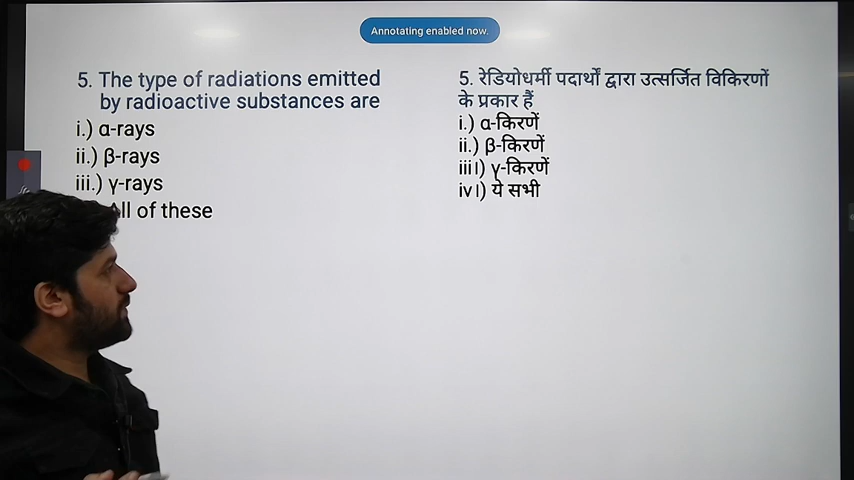 Annotating enabled now.
5. The type of radiations emitted
by radioactive substances are
i.) α-rays
ii.) β-rays
iii.) γ-rays
All of these
5. रेडियोधर्मी पदार्थों द्वारा उत्सर्जित विकिरणों
के प्रकार हैं
i.) α-किरणें
ii.) β-किरणें
iii।) γ-किरणें
iv।) ये सभी